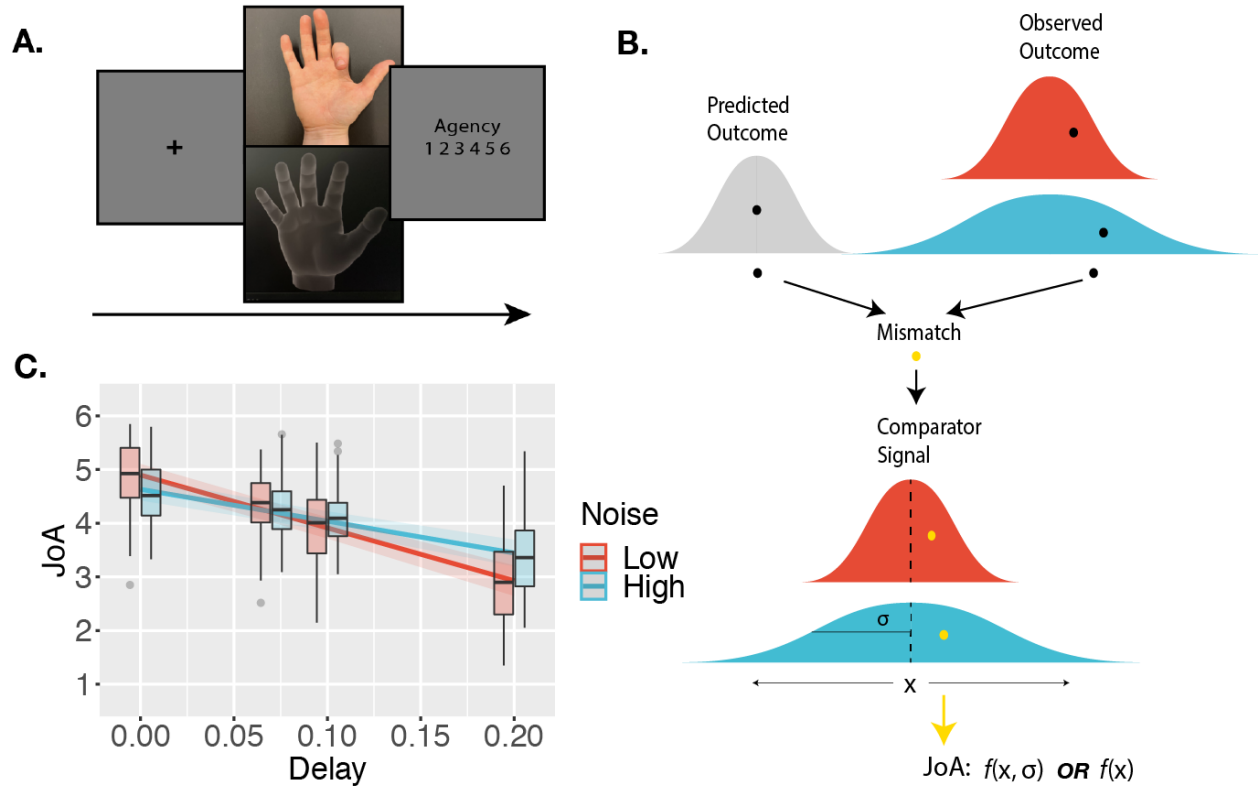 A.
+
Agency
1 2 3 4 5 6
B.
Predicted
Outcome
Observed
Outcome
Mismatch
Comparator
Signal
σ
x
JoA: f(x, σ) OR f(x)
C.
JoA
6
5
4
3
2
1
0.00 0.05 0.10 0.15 0.20
Delay
Noise
Low
High